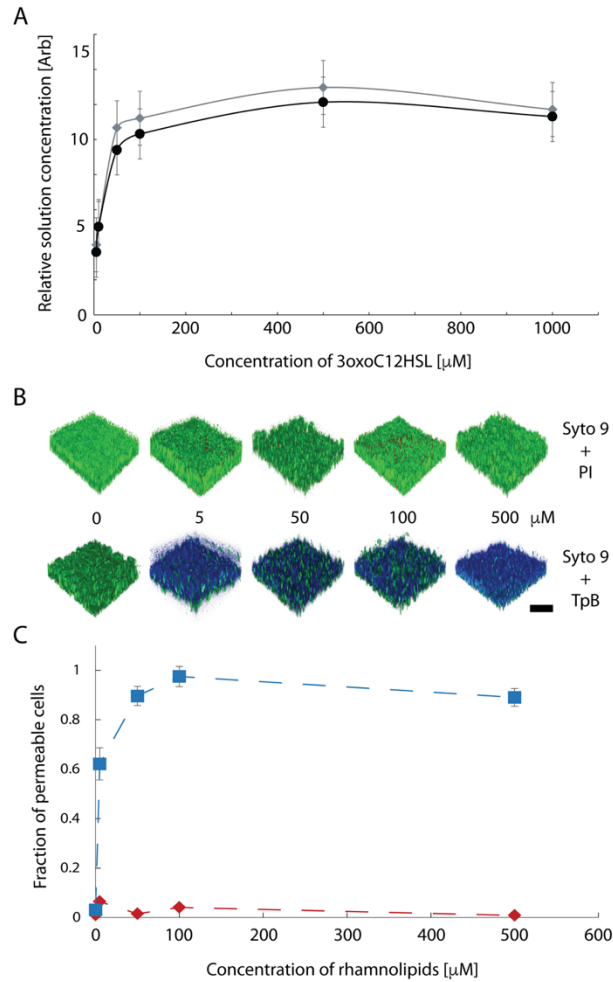 A
Relative solution concentration [Arb]
15
10
5
0
0
200
400
600
800
1000
Concentration of 3oxoC12HSL [μM]
B
Syto 9
+
PI
0
5
50
100
500 μM
Syto 9
+
TpB
C
Fraction of permeable cells
1
0.8
0.6
0.4
0.2
0
0
100
200
300
400
500
600
Concentration of rhamnolipids [μM]